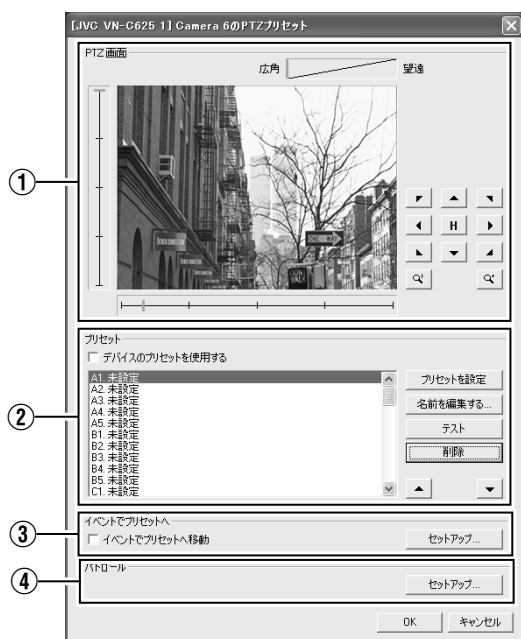 [JVC VN-C625 1] Camera 6のPTZプリセット
PTZ画面
広角 望遠
ONE WAY
DON'T WALK
H
①
プリセット
デバイスのプリセットを使用する
A1. 未設定
A2. 未設定
A3. 未設定
A4. 未設定
A5. 未設定
B1. 未設定
B2. 未設定
B3. 未設定
B4. 未設定
B5. 未設定
C1. 未設定
プリセットを設定
名前を編集する...
テスト
削除
②
イベントでプリセットへ
イベントでプリセットへ移動
セットアップ...
③
パトロール
セットアップ...
④
OK キャンセル